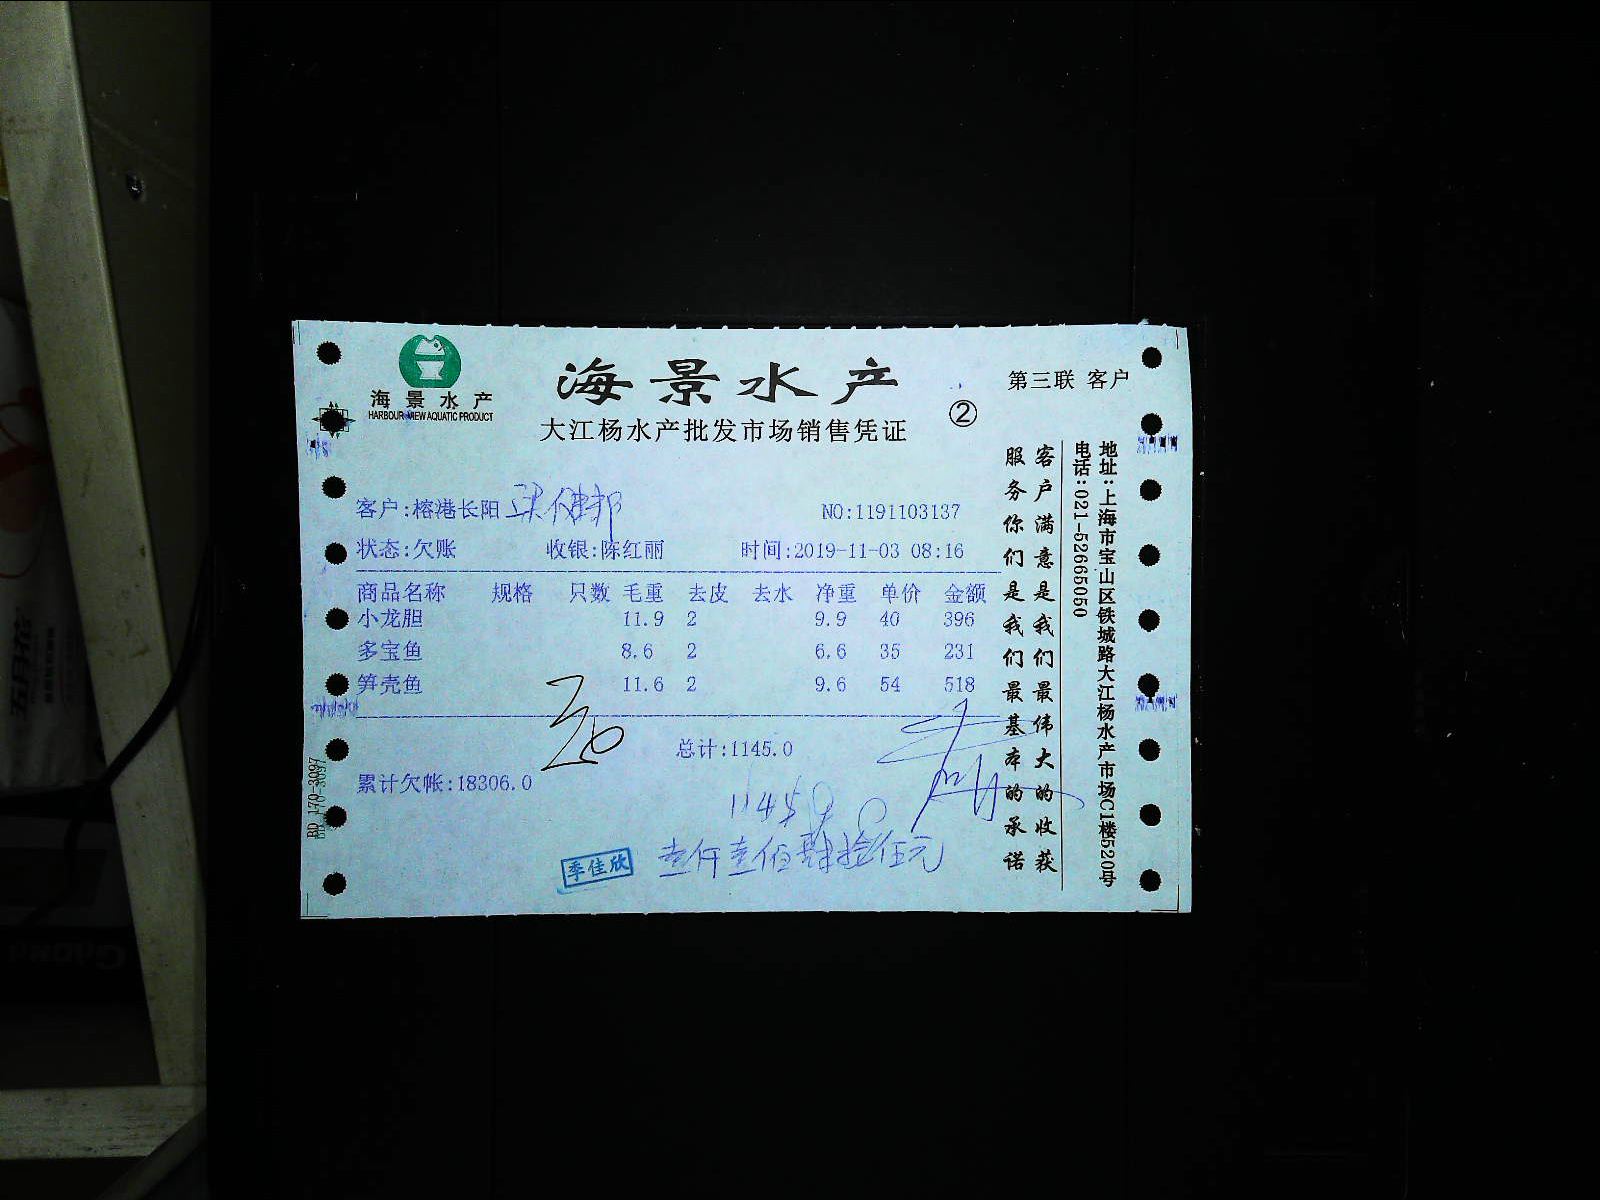 海景水产
HARBOUR VIEW AQUATIC PRODUCT
海景水产
大江杨水产批发市场销售凭证
②
第三联 客户
客户:榕港长阳
NO:1191103137
状态:欠账 收银:陈红丽 时间:2019-11-03 08:16
商品名称 规格 只数 毛重 去皮 去水 净重 单价 金额
小龙胆 11.9 2 9.9 40 396
多宝鱼 8.6 2 6.6 35 231
笋壳鱼 11.6 2 9.6 54 518
总计:1145.0
累计欠帐:18306.0
1145
壹仟壹佰肆拾伍元
季佳欣
客户满意是我们最伟大的收获
服务你们是我们最基本的承诺
地址:上海市宝山区铁城路大江杨水产市场C1楼520号
电话:021-52665050
BD 170-3097